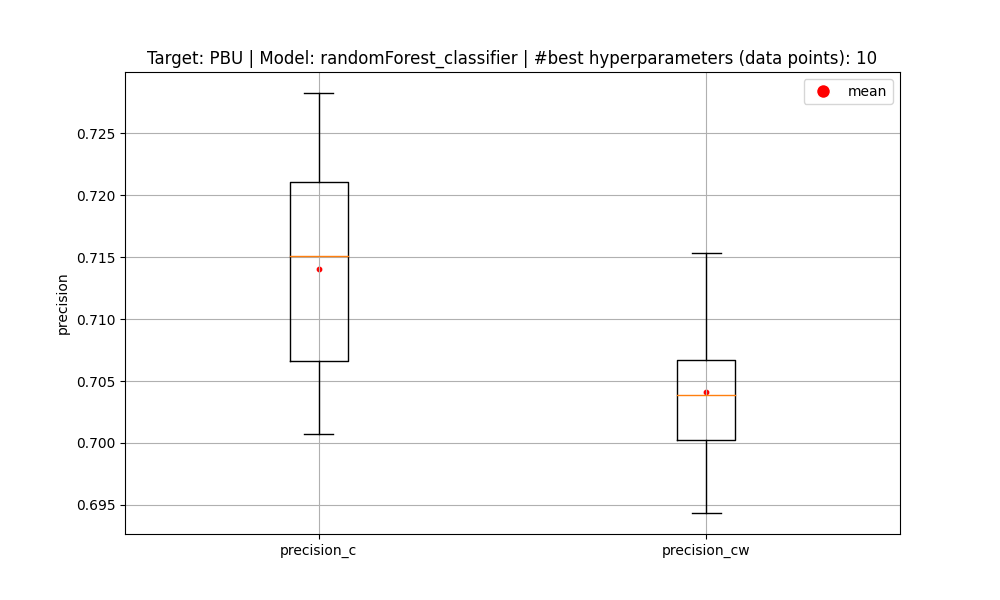 Target: PBU | Model: randomForest_classifier | #best hyperparameters (data points): 10
mean
0.725
0.720
0.715
0.710
0.705
0.700
0.695
precision
precision_c
precision_cw